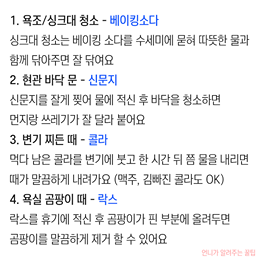 1. 욕조/싱크대 청소 - 베이킹소다
싱크대 청소는 베이킹 소다를 수세미에 묻혀 따뜻한 물과
함께 닦아주면 잘 닦여요
2. 현관 바닥 문 - 신문지
신문지를 잘게 찢어 물에 적신 후 바닥을 청소하면
먼지랑 쓰레기가 잘 달라 붙어요
3. 변기 찌든 때 - 콜라
먹다 남은 콜라를 변기에 붓고 한 시간 뒤 쯤 물을 내리면
때가 말끔하게 내려가요 (맥주, 김빠진 콜라도 OK)
4. 욕실 곰팡이 때 - 락스
락스를 휴기에 적신 후 곰팡이가 핀 부분에 올려두면
곰팡이를 말끔하게 제거 할 수 있어요
언니가 알려주는 꿀팁